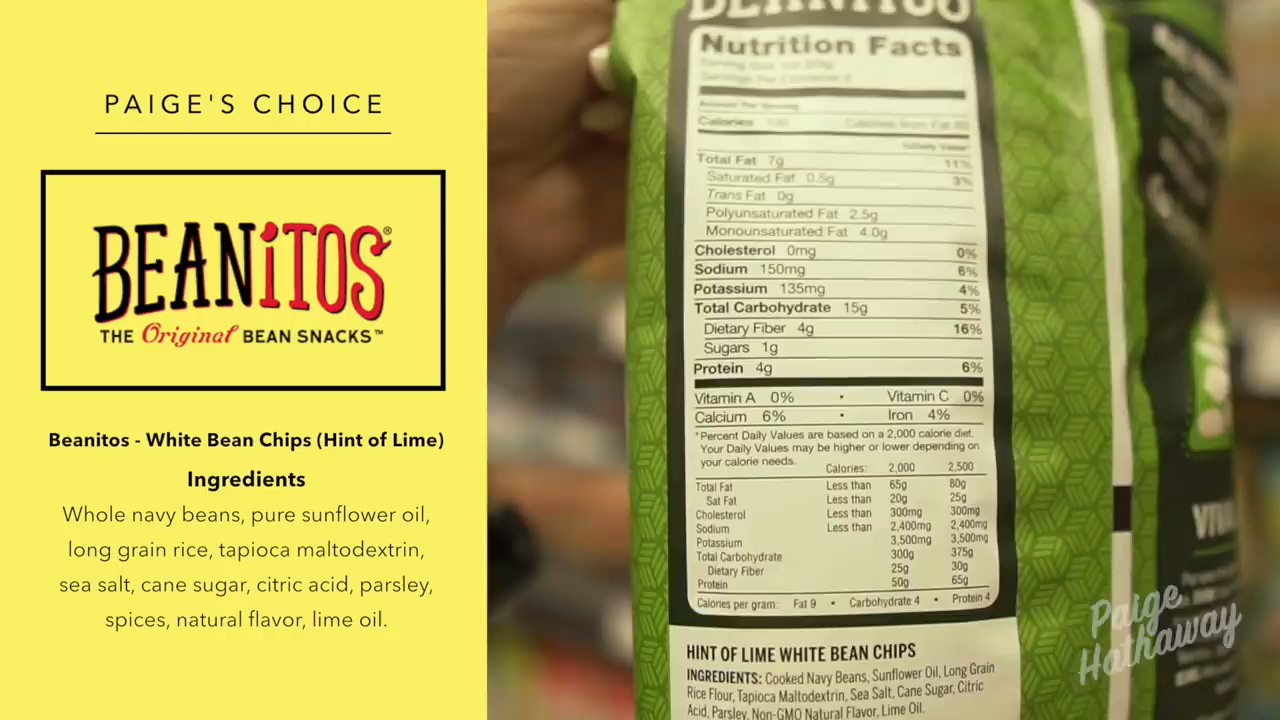 PAIGE'S CHOICE
BEANiTOS®
THE Original BEAN SNACKS™
Beanitos - White Bean Chips (Hint of Lime)
Ingredients
Whole navy beans, pure sunflower oil,
long grain rice, tapioca maltodextrin,
sea salt, cane sugar, citric acid, parsley,
spices, natural flavor, lime oil.
BEANITOS
Nutrition Facts
Amount Per Serving
Calories Calories from Fat
%Daily Value*
Total Fat 7g 11%
Saturated Fat 0.5g 3%
Trans Fat 0g
Polyunsaturated Fat 2.5g
Monounsaturated Fat 4.0g
Cholesterol 0mg 0%
Sodium 150mg 6%
Potassium 135mg 4%
Total Carbohydrate 15g 5%
Dietary Fiber 4g 16%
Sugars 1g
Protein 4g 6%
Vitamin A 0% • Vitamin C 0%
Calcium 6% • Iron 4%
*Percent Daily Values are based on a 2,000 calorie diet.
Your Daily Values may be higher or lower depending on
your calorie needs.
Calories: 2,000 2,500
Total Fat Less than 65g 80g
Sat Fat Less than 20g 25g
Cholesterol Less than 300mg 300mg
Sodium Less than 2,400mg 2,400mg
Potassium 3,500mg 3,500mg
Total Carbohydrate 300g 375g
Dietary Fiber 25g 30g
Protein 50g 65g
Calories per gram: Fat 9 • Carbohydrate 4 • Protein 4
HINT OF LIME WHITE BEAN CHIPS
INGREDIENTS: Cooked Navy Beans, Sunflower Oil, Long Grain
Rice Flour, Tapioca Maltodextrin, Sea Salt, Cane Sugar, Citric
Acid, Parsley, Non-GMO Natural Flavor, Lime Oil.
Paige
Hathaway